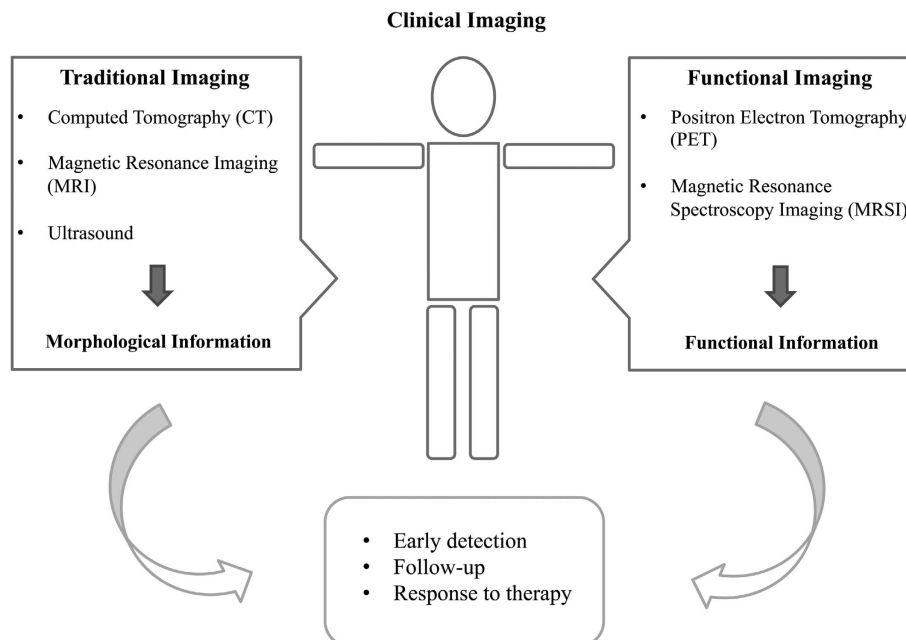 Clinical Imaging
Traditional Imaging
• Computed Tomography (CT)
• Magnetic Resonance Imaging
(MRI)
• Ultrasound
Morphological Information
Functional Imaging
• Positron Electron Tomography
(PET)
• Magnetic Resonance
Spectroscopy Imaging (MRSI)
Functional Information
• Early detection
• Follow-up
• Response to therapy